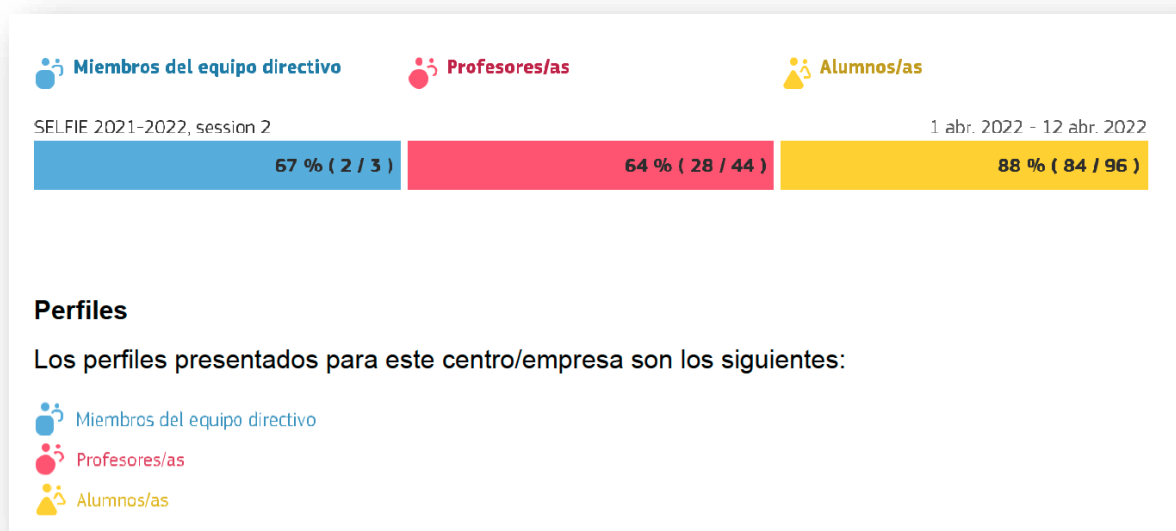 Miembros del equipo directivo Profesores/as Alumnos/as
SELFIE 2021-2022, session 2 1 abr. 2022 - 12 abr. 2022
67 % ( 2 / 3 ) 64 % ( 28 / 44 ) 88 % ( 84 / 96 )
Perfiles
Los perfiles presentados para este centro/empresa son los siguientes:
Miembros del equipo directivo
Profesores/as
Alumnos/as